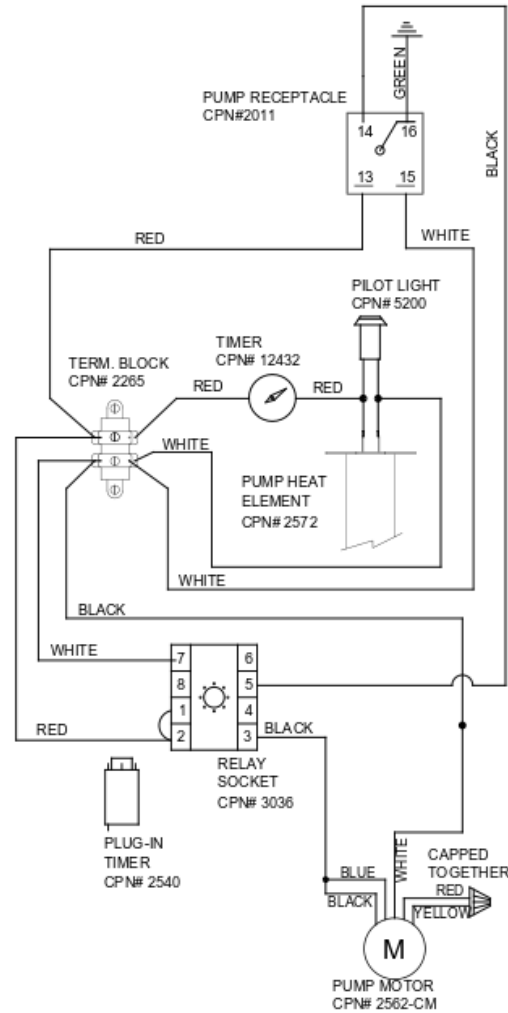 GREEN
PUMP RECEPTACLE
CPN#2011
14
16
13
15
BLACK
RED
WHITE
PILOT LIGHT
CPN# 5200
TIMER
CPN# 12432
TERM. BLOCK
CPN# 2265
RED
RED
WHITE
PUMP HEAT
ELEMENT
CPN# 2572
WHITE
BLACK
WHITE
7
6
8
5
1
4
2
3
RED
BLACK
RELAY
SOCKET
CPN# 3036
PLUG-IN
TIMER
CPN# 2540
WHITE
CAPPED
TOGETHER
BLUE
RED
BLACK
YELLOW
M
PUMP MOTOR
CPN# 2562-CM